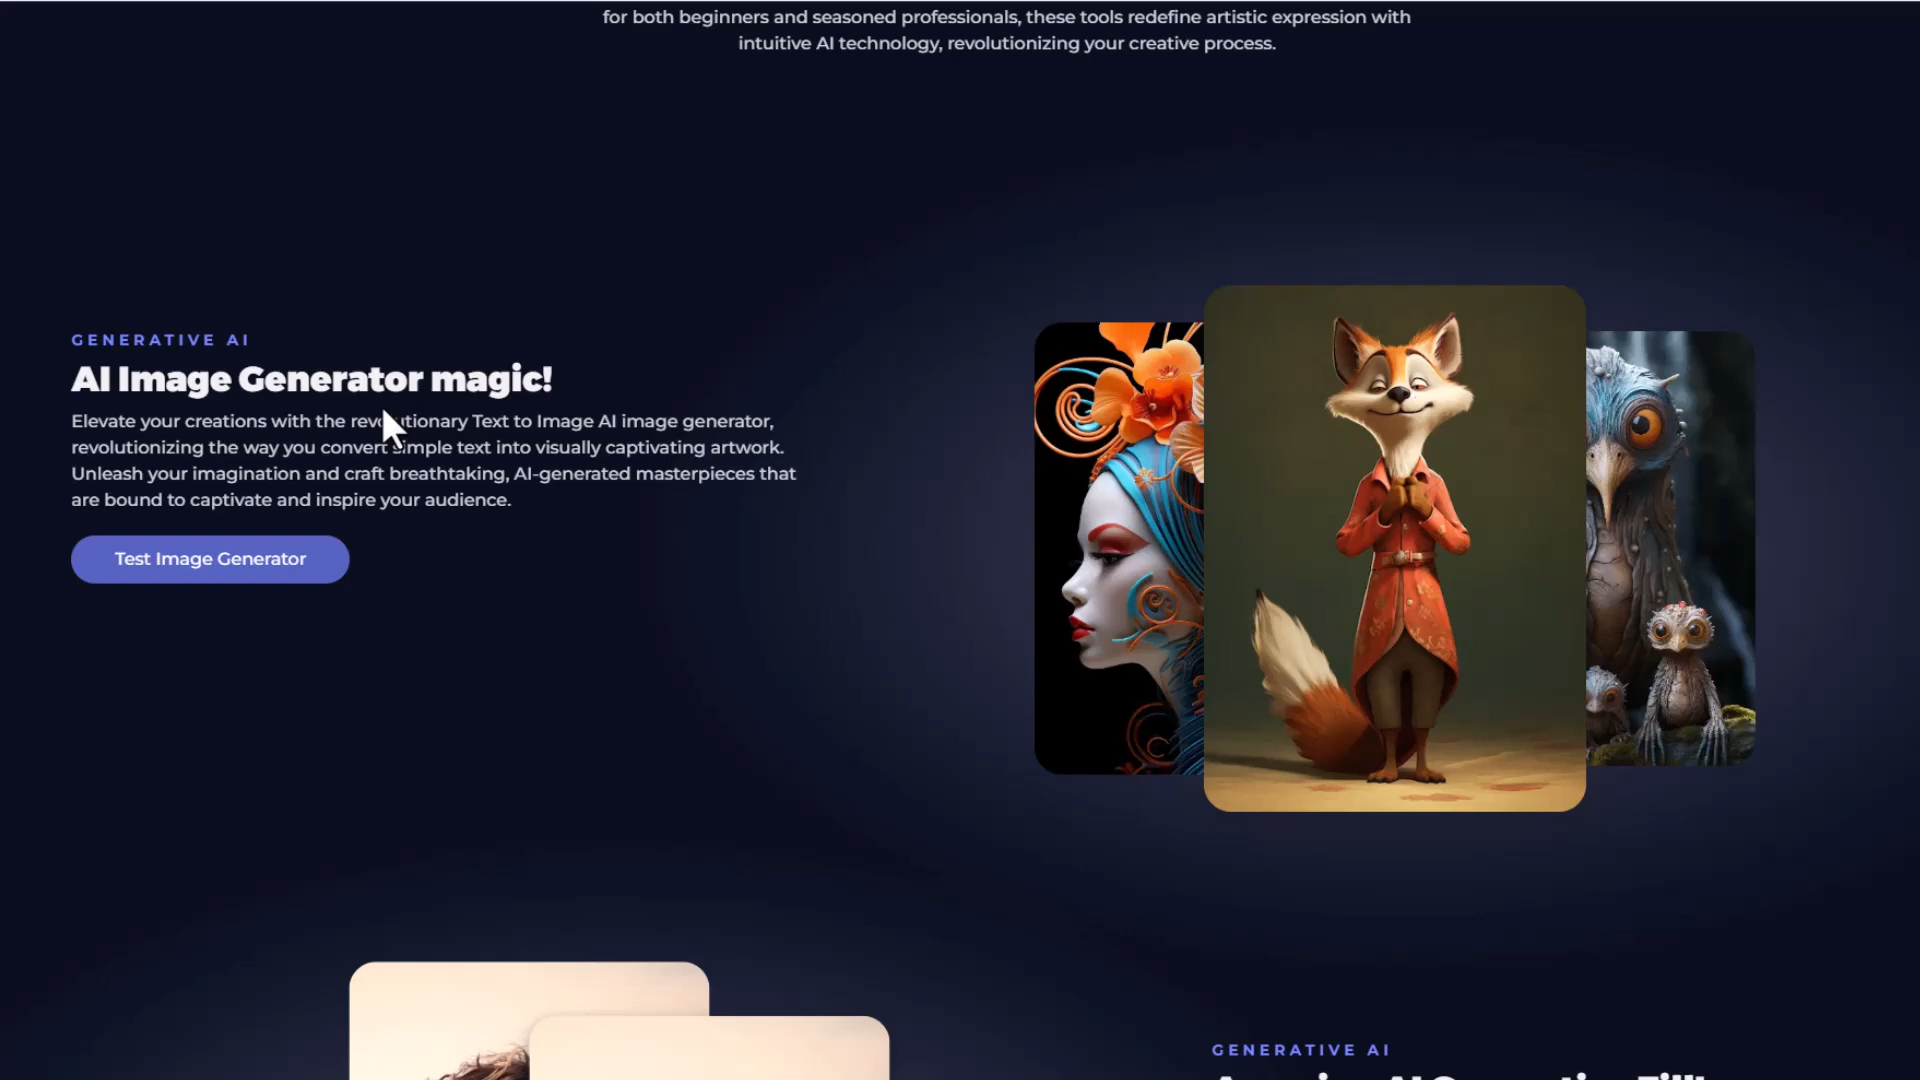 for both beginners and seasoned professionals, these tools redefine artistic expression with
intuitive AI technology, revolutionizing your creative process.
GENERATIVE AI
AI Image Generator magic!
Elevate your creations with the revolutionary Text to Image AI image generator,
revolutionizing the way you convert simple text into visually captivating artwork.
Unleash your imagination and craft breathtaking, AI-generated masterpieces that
are bound to captivate and inspire your audience.
Test Image Generator
GENERATIVE AI